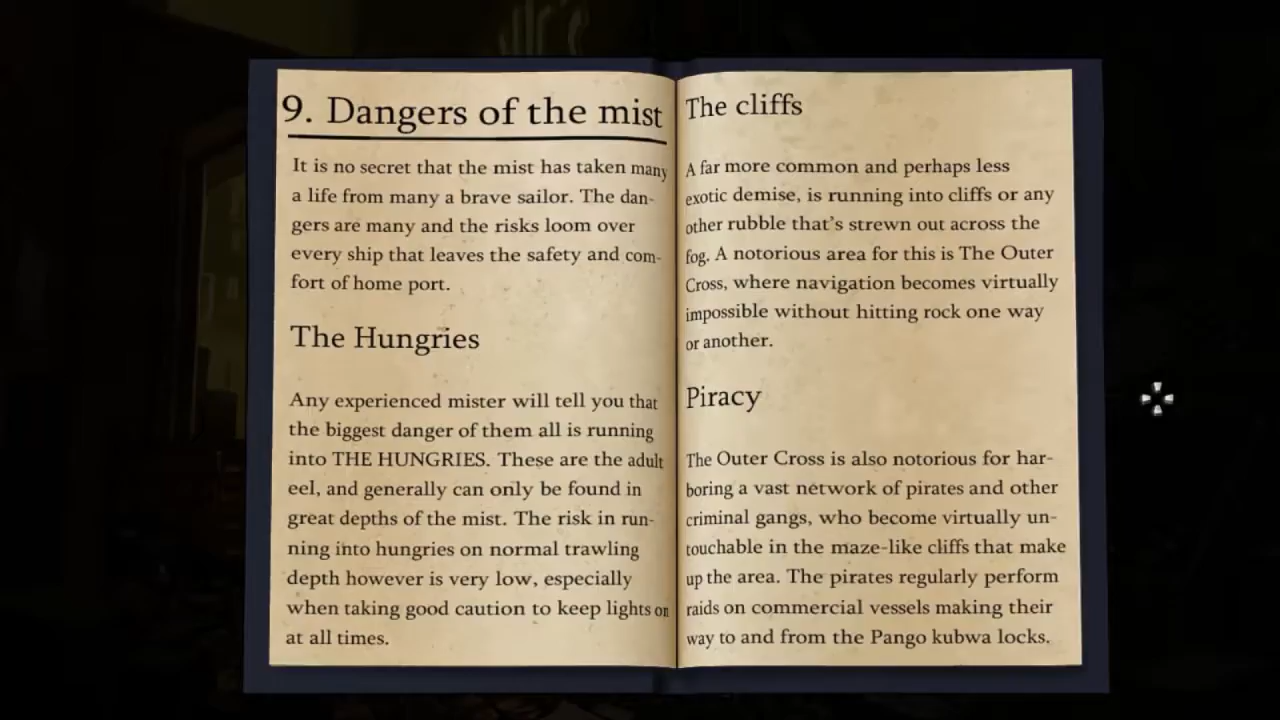 9. Dangers of the mist
It is no secret that the mist has taken many
a life from many a brave sailor. The dan-
gers are many and the risks loom over
every ship that leaves the safety and com-
fort of home port.
The Hungries
Any experienced mister will tell you that
the biggest danger of them all is running
into THE HUNGRIES. These are the adult
eel, and generally can only be found in
great depths of the mist. The risk in run-
ning into hungries on normal trawling
depth however is very low, especially
when taking good caution to keep lights on
at all times.
The cliffs
A far more common and perhaps less
exotic demise, is running into cliffs or any
other rubble that's strewn out across the
fog. A notorious area for this is The Outer
Cross, where navigation becomes virtually
impossible without hitting rock one way
or another.
Piracy
The Outer Cross is also notorious for har-
boring a vast network of pirates and other
criminal gangs, who become virtually un-
touchable in the maze-like cliffs that make
up the area. The pirates regularly perform
raids on commercial vessels making their
way to and from the Pango kubwa locks.